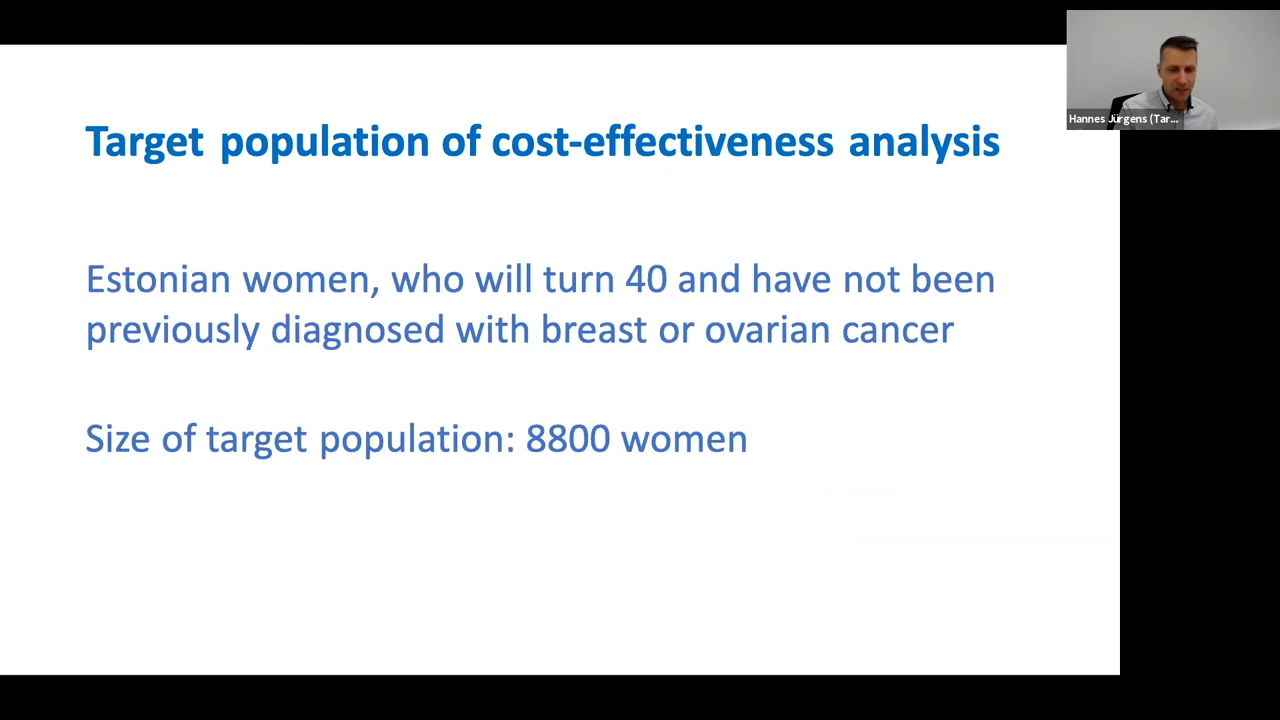 Target population of cost-effectiveness analysis
Estonian women, who will turn 40 and have not been
previously diagnosed with breast or ovarian cancer
Size of target population: 8800 women
Hannes Jürgens (Tar...